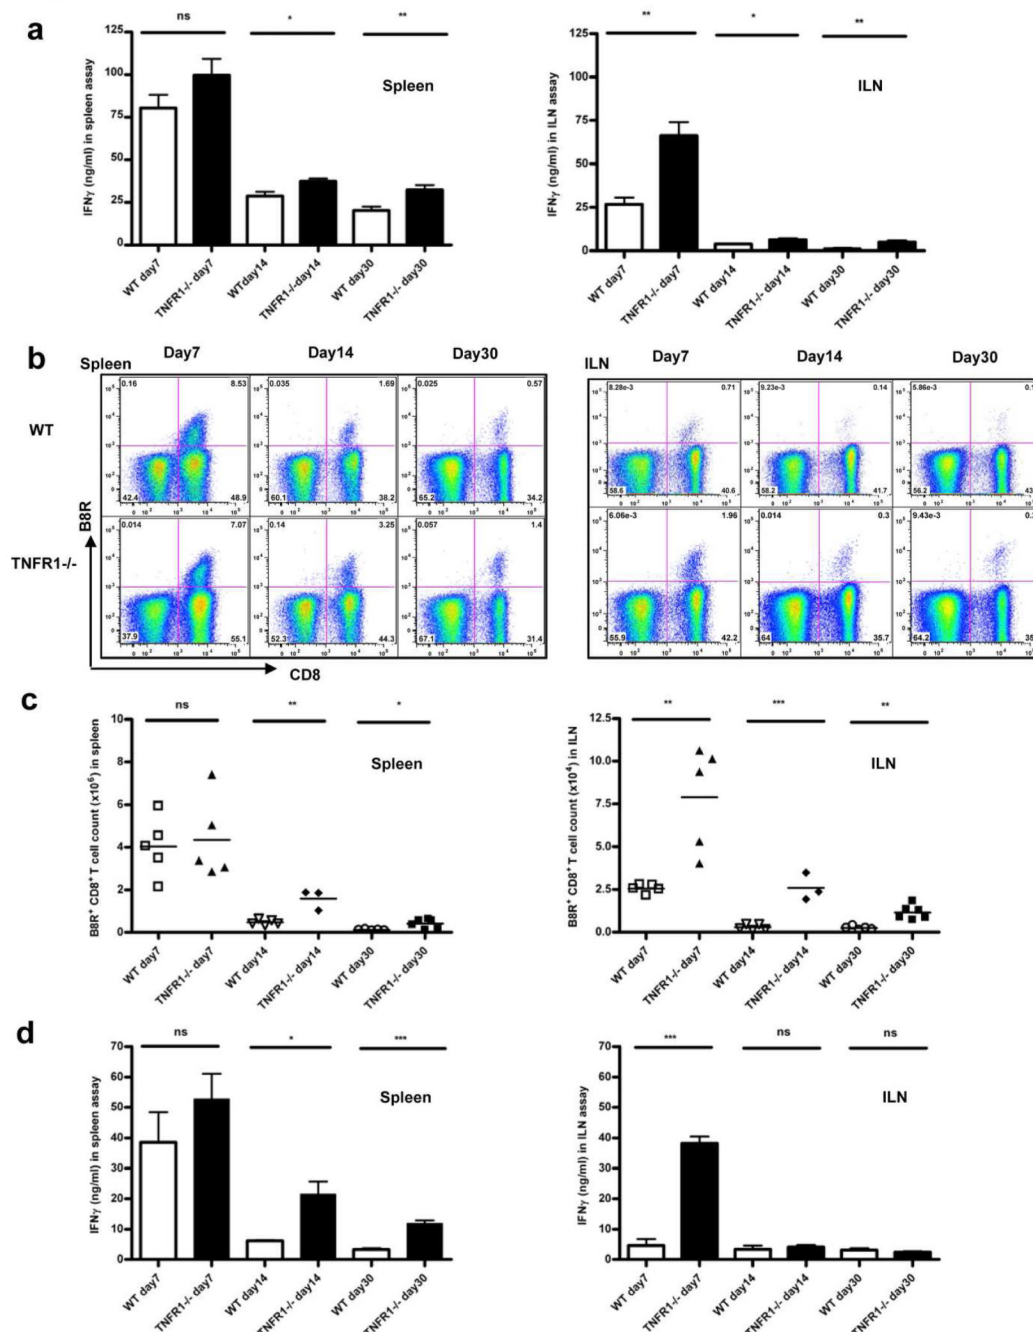 a
ns * **
125
100
75
50
25
0
IFNγ (ng/ml) in spleen assay
Spleen
WT day7
TNFR1-/- day7
WTday14
TNFR1-/-day14
WT day30
TNFR1-/- day30
** * **
125
100
75
50
25
0
IFNγ (ng/ml) in ILN assay
ILN
WT day7
TNFR1-/- day7
WT day14
TNFR1-/- day14
WT day30
TNFR1-/- day30
b
Spleen Day7 Day14 Day30
WT
0.16 8.53 0.035 1.69 0.025 0.57
42.4 48.9 60.1 38.2 65.2 34.2
TNFR1-/-
0.014 7.07 0.14 3.25 0.057 1.4
37.9 55.1 52.3 44.3 67.1 31.4
B8R
CD8
ILN Day7 Day14 Day30
8.28e-3 0.71 9.23e-3 0.14 5.86e-3
58.6 40.6 58.2 41.7 56.2
6.06e-3 1.96 0.014 0.3 9.43e-3
55.9 42.2 64 35.7 64.2
c
ns ** *
10
8
6
4
2
0
B8R⁺ CD8⁺ T cell count (x10⁶) in spleen
Spleen
WT day7
TNFR1-/- day7
WT day14
TNFR1-/- day14
WT day30
TNFR1-/- day30
** *** **
12.5
10.0
7.5
5.0
2.5
0.0
B8R⁺ CD8⁺ T cell count (x10⁴) in ILN
ILN
WT day7
TNFR1-/- day7
WT day14
TNFR1-/- day14
WT day30
TNFR1-/- day30
d
ns * ***
70
60
50
40
30
20
10
0
IFNγ (ng/ml) in spleen assay
Spleen
WT day7
TNFR1-/- day7
WT day14
TNFR1-/- day14
WT day30
TNFR1-/- day30
*** ns ns
70
60
50
40
30
20
10
0
IFNγ (ng/ml) in ILN assay
ILN
WT day7
TNFR1-/- day7
WT day14
TNFR1-/- day14
WT day30
TNFR1-/- day30